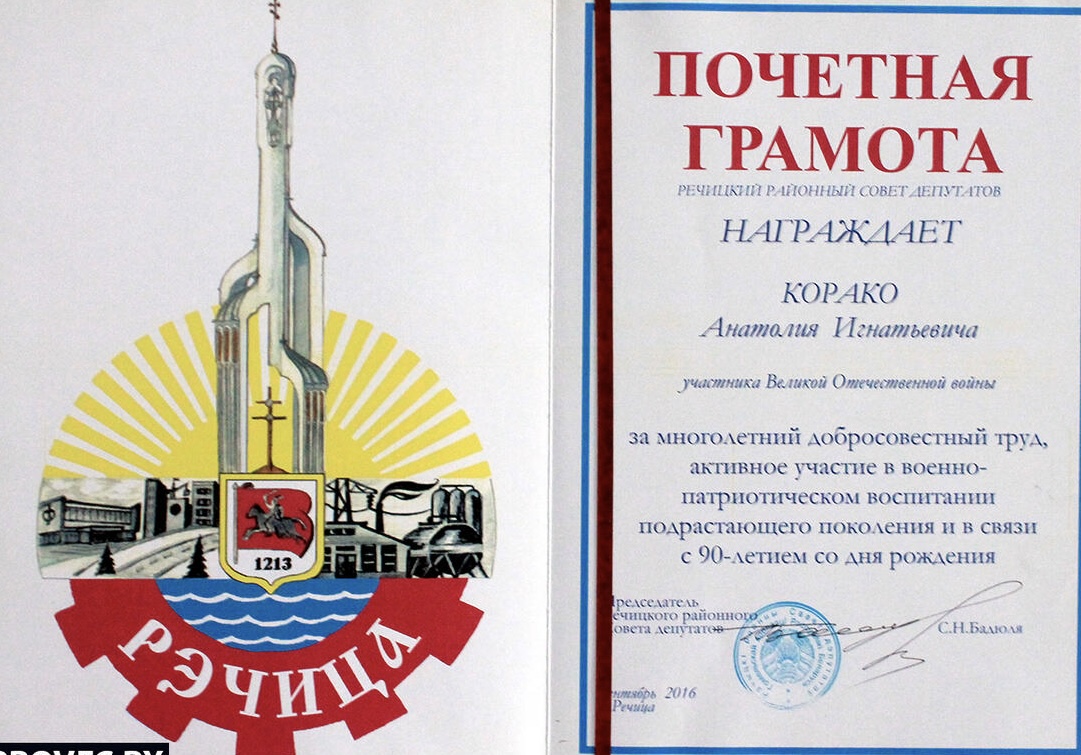 1213
РЭЧИЦА
ПОЧЕТНАЯ
ГРАМОТА
РЕЧИЦКИЙ РАЙОННЫЙ СОВЕТ ДЕПУТАТОВ
НАГРАЖДАЕТ
КОРАКО
Анатолия Игнатьевича
участника Великой Отечественной войны
за многолетний добросовестный труд,
активное участие в военно-
патриотическом воспитании
подрастающего поколения и в связи
с 90-летием со дня рождения
Председатель
Речицкого районного
Совета депутатов
С.Н.Бадюля
2016
Речица